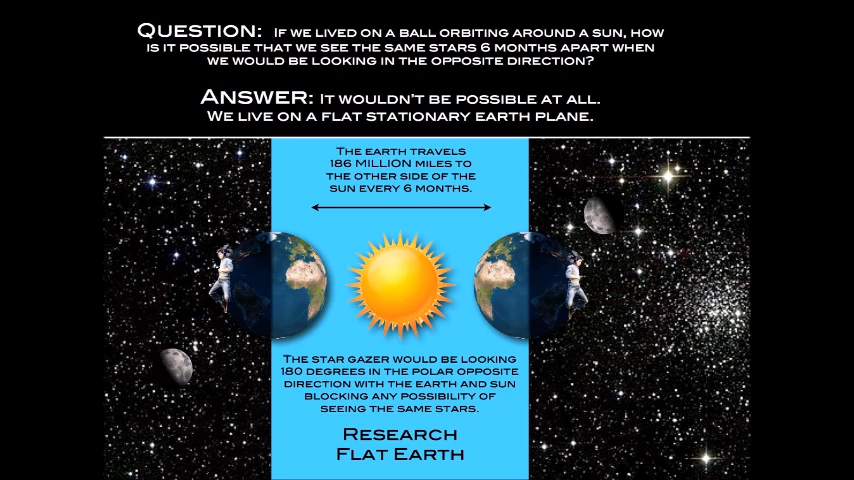 QUESTION: IF WE LIVED ON A BALL ORBITING AROUND A SUN, HOW
IS IT POSSIBLE THAT WE SEE THE SAME STARS 6 MONTHS APART WHEN
WE WOULD BE LOOKING IN THE OPPOSITE DIRECTION?
ANSWER: IT WOULDN'T BE POSSIBLE AT ALL.
WE LIVE ON A FLAT STATIONARY EARTH PLANE.
THE EARTH TRAVELS
186 MILLION MILES TO
THE OTHER SIDE OF THE
SUN EVERY 6 MONTHS.
THE STAR GAZER WOULD BE LOOKING
180 DEGREES IN THE POLAR OPPOSITE
DIRECTION WITH THE EARTH AND SUN
BLOCKING ANY POSSIBILITY OF
SEEING THE SAME STARS.
RESEARCH
FLAT EARTH